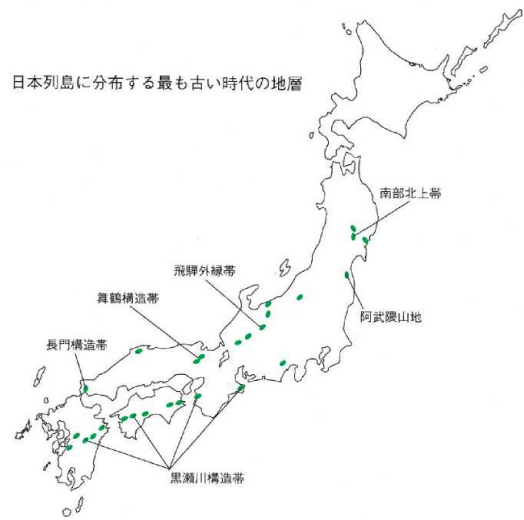 日本列島に分布する最も古い時代の地層
南部北上帯
飛騨外縁帯
舞鶴構造帯
阿武隈山地
長門構造帯
黒瀬川構造帯